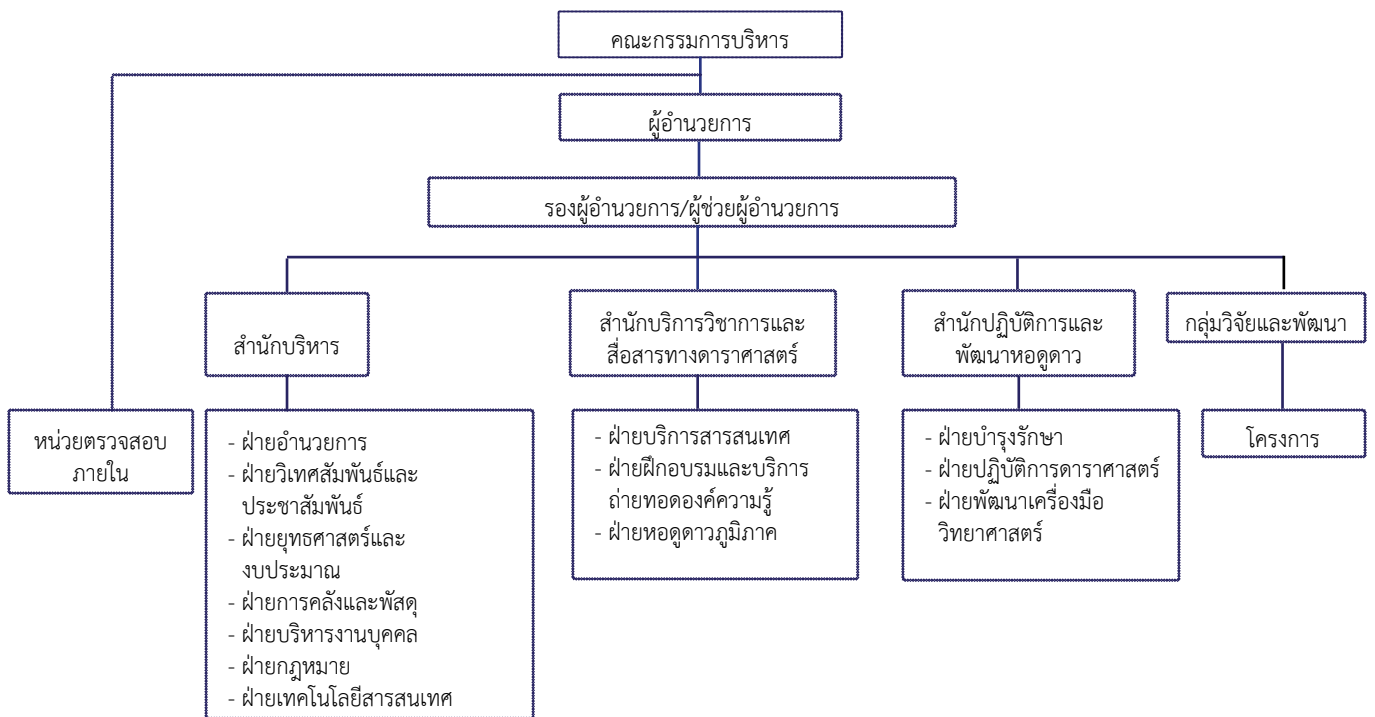 คณะกรรมการบริหาร
ผู้อำนวยการ
รองผู้อำนวยการ/ผู้ช่วยผู้อำนวยการ
สำนักบริหาร
สำนักบริการวิชาการและ
สื่อสารทางดาราศาสตร์
สำนักปฏิบัติการและ
พัฒนาหอดูดาว
กลุ่มวิจัยและพัฒนา
หน่วยตรวจสอบ
ภายใน
- ฝ่ายอำนวยการ
- ฝ่ายวิเทศสัมพันธ์และ
ประชาสัมพันธ์
- ฝ่ายยุทธศาสตร์และ
งบประมาณ
- ฝ่ายการคลังและพัสดุ
- ฝ่ายบริหารงานบุคคล
- ฝ่ายกฎหมาย
- ฝ่ายเทคโนโลยีสารสนเทศ
- ฝ่ายบริการสารสนเทศ
- ฝ่ายฝึกอบรมและบริการ
ถ่ายทอดองค์ความรู้
- ฝ่ายหอดูดาวภูมิภาค
- ฝ่ายบำรุงรักษา
- ฝ่ายปฏิบัติการดาราศาสตร์
- ฝ่ายพัฒนาเครื่องมือ
วิทยาศาสตร์
โครงการ